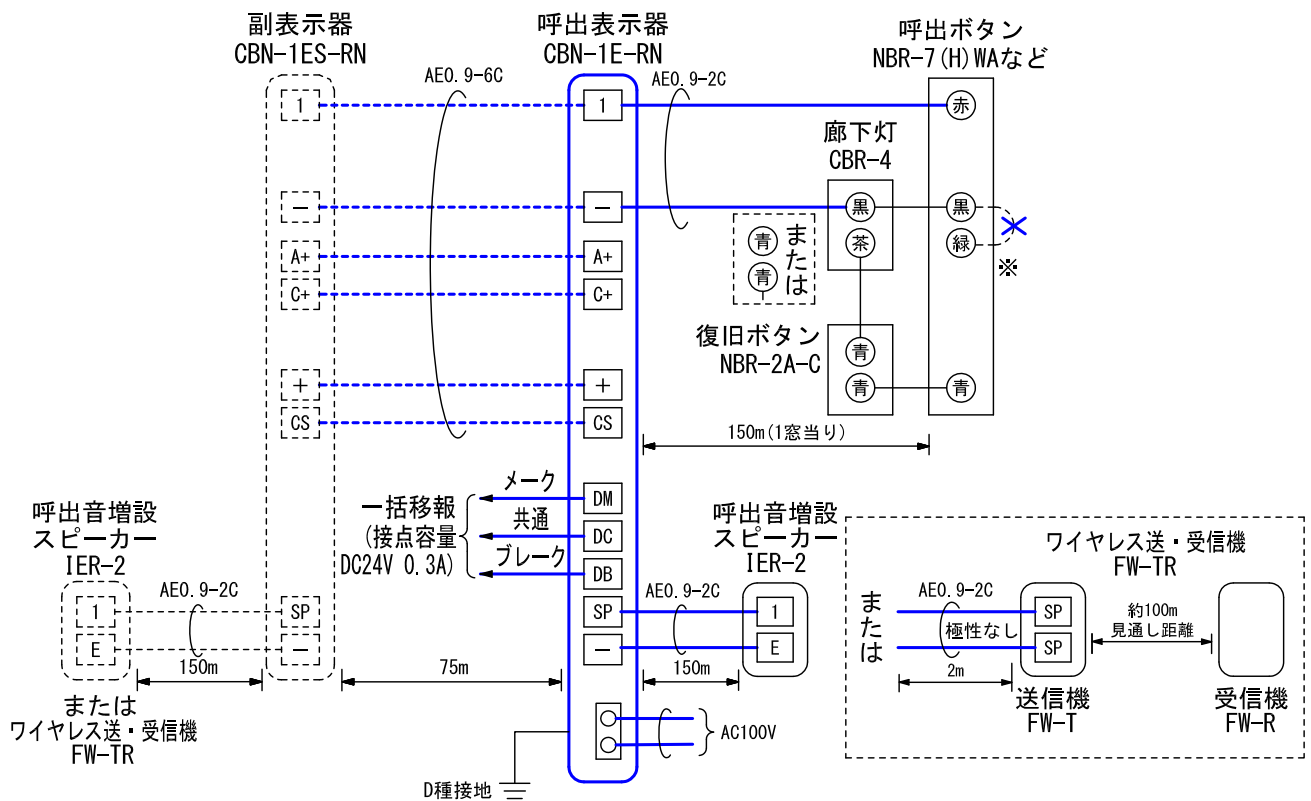 副表示器
CBN-1ES-RN
呼出表示器
CBN-1E-RN
呼出ボタン
NBR-7(H)WAなど
AE0.9-6C
AE0.9-2C
1
1
赤
廊下灯
CBR-4
－
－
黒
黒
A+
A+
茶
緑
※
青
青
または
C+
C+
復旧ボタン
NBR-2A-C
青
青
青
+
+
CS
CS
150m(1窓当り)
一括移報
(接点容量
DC24V 0.3A)
メーク
DM
共通
DC
ブレーク
DB
呼出音増設
スピーカー
IER-2
AE0.9-2C
1
E
SP
－
150m
または
ワイヤレス送・受信機
FW-TR
75m
SP
－
AE0.9-2C
150m
呼出音増設
スピーカー
IER-2
1
E
または
ワイヤレス送・受信機
FW-TR
AE0.9-2C
極性なし
SP
SP
2m
約100m
見通し距離
送信機
FW-T
受信機
FW-R
AC100V
D種接地